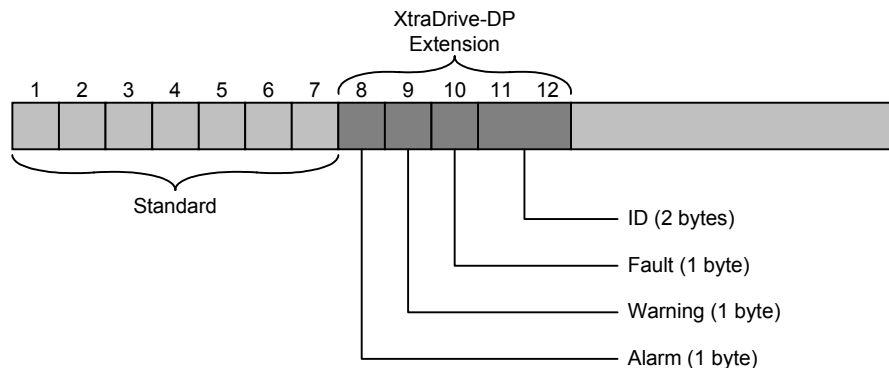 XtraDrive-DP
Extension
1 2 3 4 5 6 7 8 9 10 11 12
Standard
ID (2 bytes)
Fault (1 byte)
Warning (1 byte)
Alarm (1 byte)